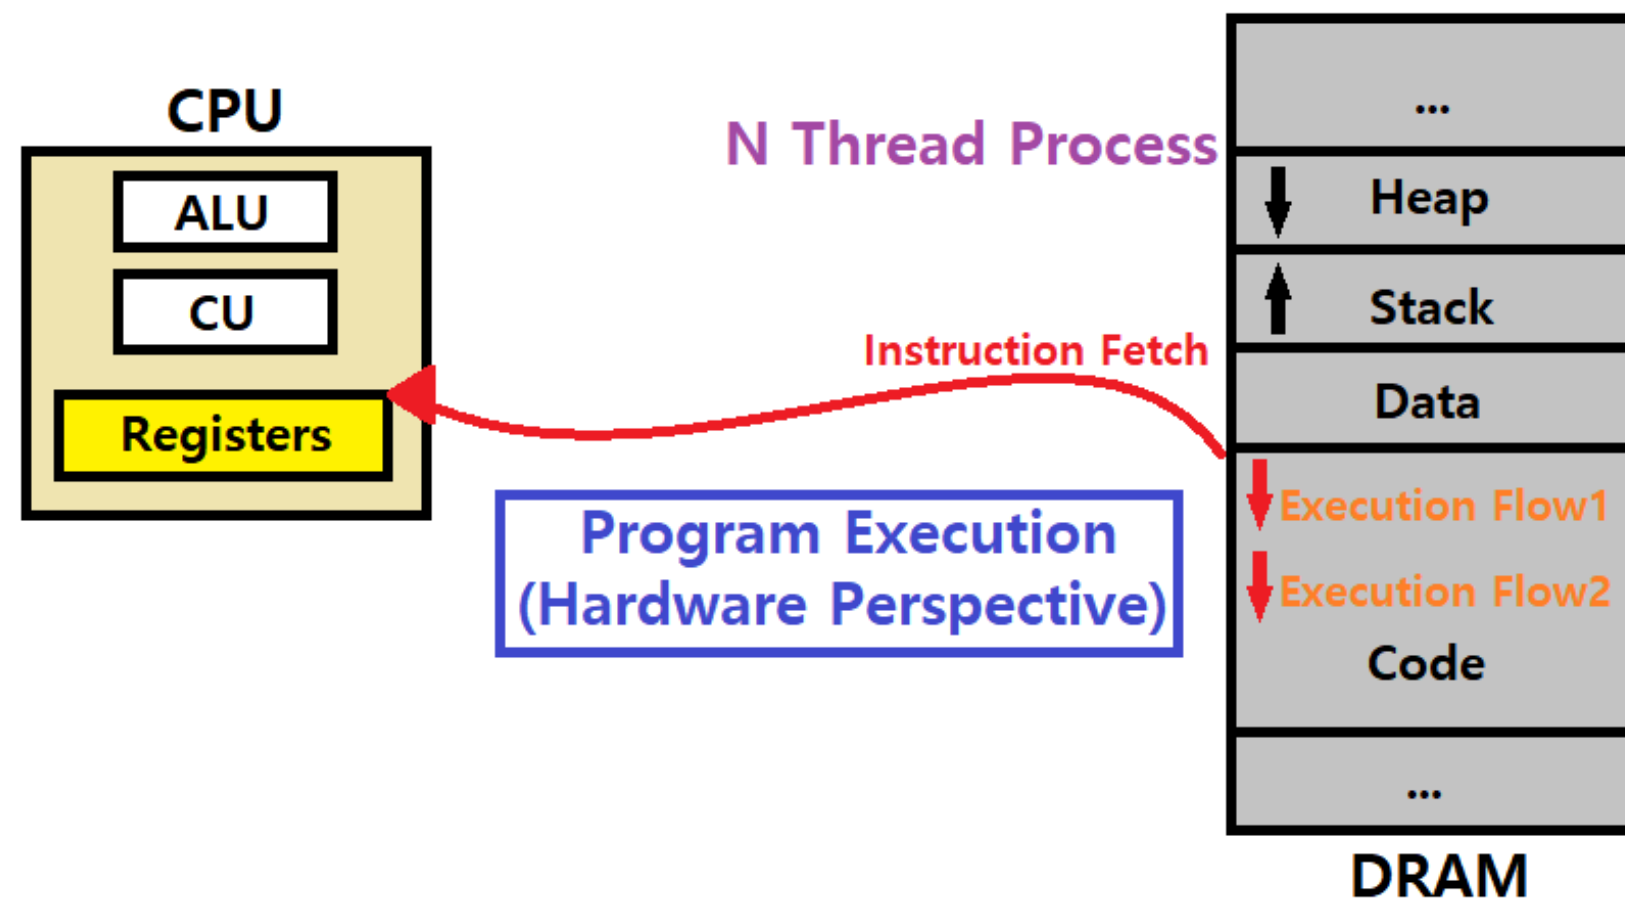 CPU
ALU
CU
Registers
N Thread Process
Instruction Fetch
Program Execution
(Hardware Perspective)
...
Heap
Stack
Data
Execution Flow1
Execution Flow2
Code
...
DRAM